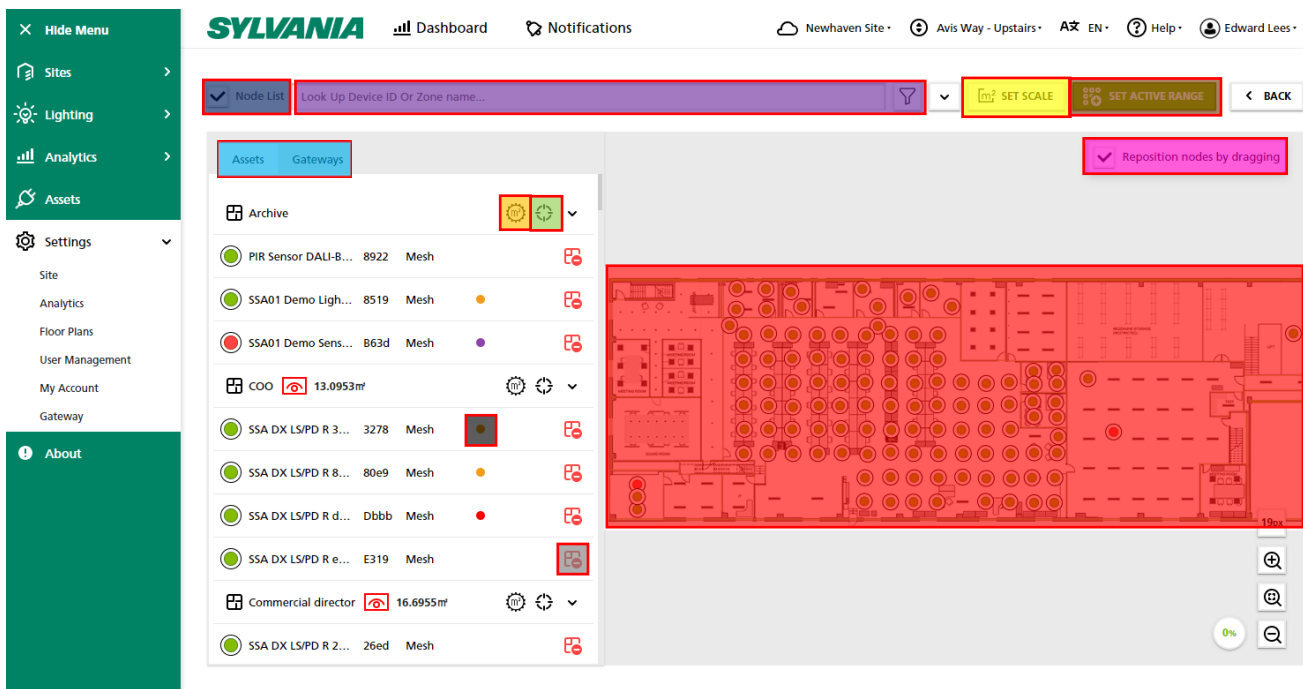 Hide Menu
SYLVANIA
Dashboard
Notifications
Newhaven Site
Avis Way - Upstairs
EN
Help
Edward Lees
Sites
Lighting
Analytics
Assets
Settings
Site
Analytics
Floor Plans
User Management
My Account
Gateway
About
Node List
Look Up Device ID Or Zone name...
m² SET SCALE
SET ACTIVE RANGE
BACK
Assets Gateways
Reposition nodes by dragging
Archive m²
PIR Sensor DALI-B... 8922 Mesh
SSA01 Demo Ligh... 8519 Mesh
SSA01 Demo Sens... B63d Mesh
COO 13.0953m² m²
SSA DX LS/PD R 3... 3278 Mesh
SSA DX LS/PD R 8... 80e9 Mesh
SSA DX LS/PD R d... Dbbb Mesh
SSA DX LS/PD R e... E319 Mesh
Commercial director 16.6955m² m²
SSA DX LS/PD R 2... 26ed Mesh
19px
0%